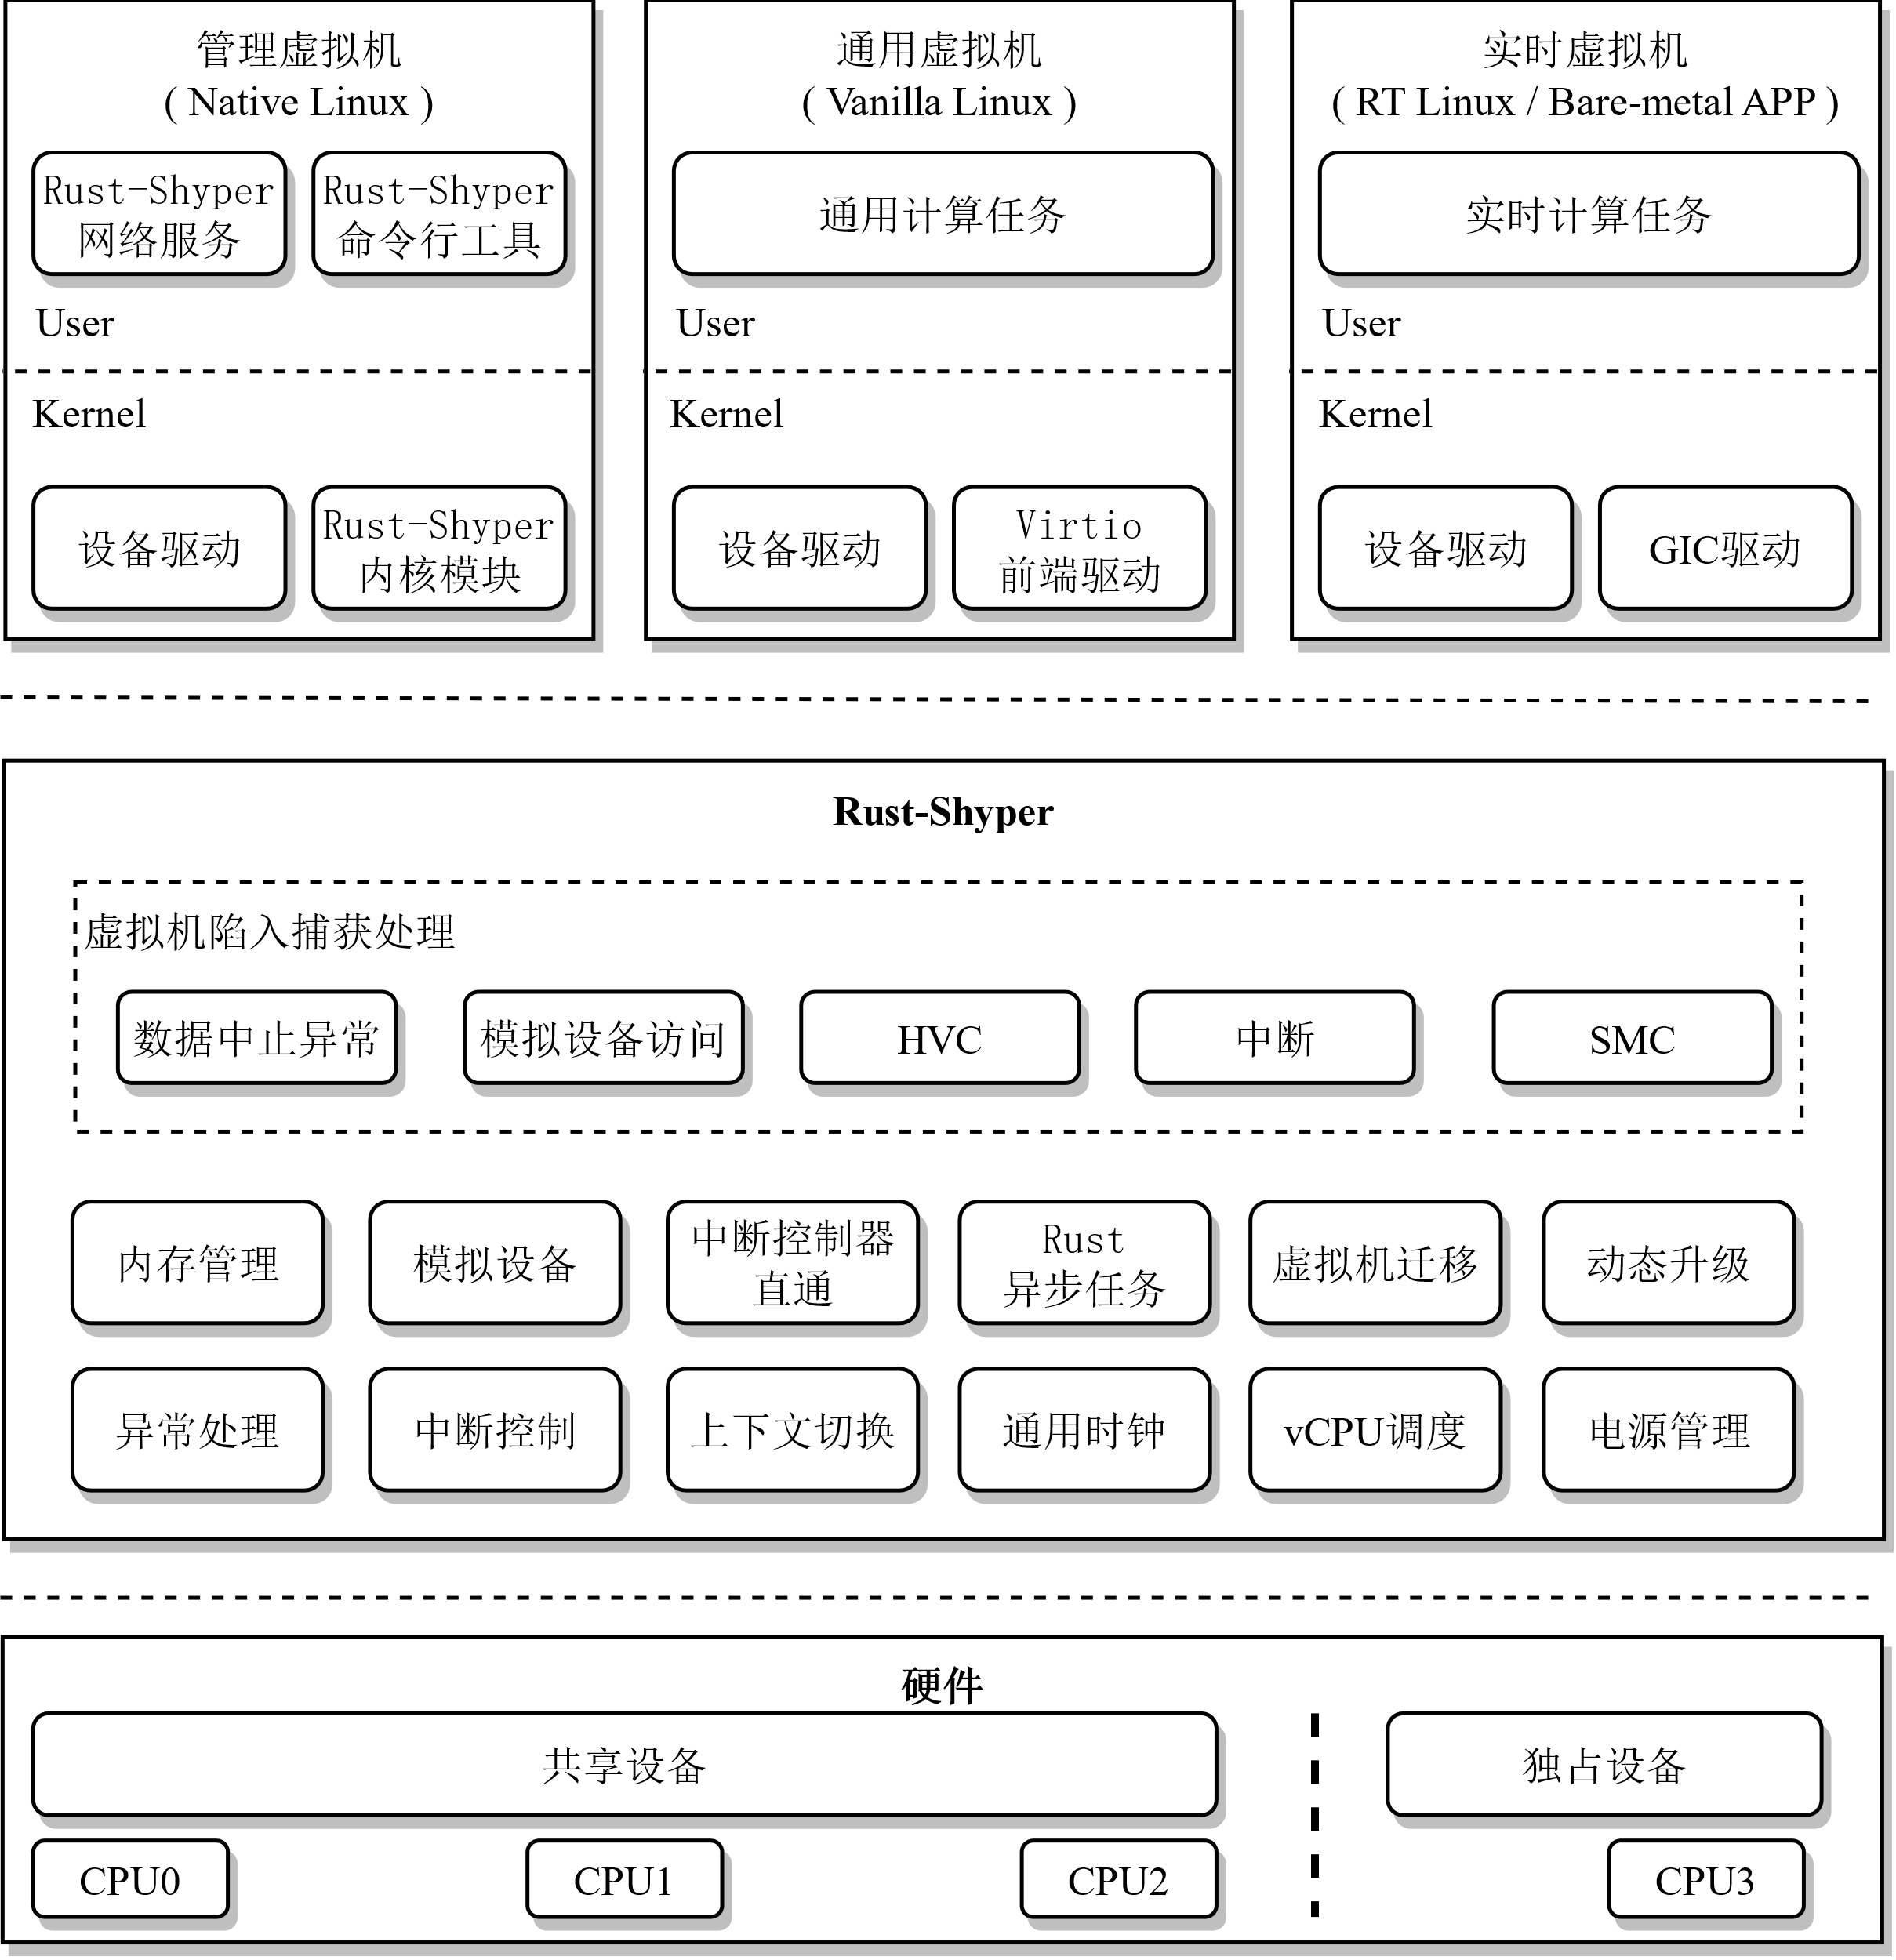 管理虚拟机
( Native Linux )
Rust-Shyper
网络服务
Rust-Shyper
命令行工具
User
Kernel
设备驱动
Rust-Shyper
内核模块
通用虚拟机
( Vanilla Linux )
通用计算任务
User
Kernel
设备驱动
Virtio
前端驱动
实时虚拟机
( RT Linux / Bare-metal APP )
实时计算任务
User
Kernel
设备驱动
GIC驱动
Rust-Shyper
虚拟机陷入捕获处理
数据中止异常
模拟设备访问
HVC
中断
SMC
内存管理
模拟设备
中断控制器
直通
Rust
异步任务
虚拟机迁移
动态升级
异常处理
中断控制
上下文切换
通用时钟
vCPU调度
电源管理
硬件
共享设备
独占设备
CPU0
CPU1
CPU2
CPU3